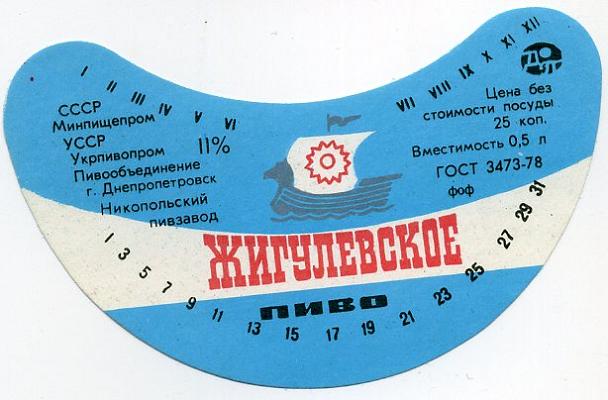 I II III IV V VI VII VIII IX X XI XII
СССР
Минпищепром
УССР
Укрпивопром
Пивообъединение
г. Днепропетровск
Никопольский
пивзавод
11%
Цена без
стоимости посуды
25 коп.
Вместимость 0,5 л
ГОСТ 3473-78
фоф
ЖИГУЛЕВСКОЕ
ПИВО
1 3 5 7 9 11 13 15 17 19 21 23 25 27 29 31